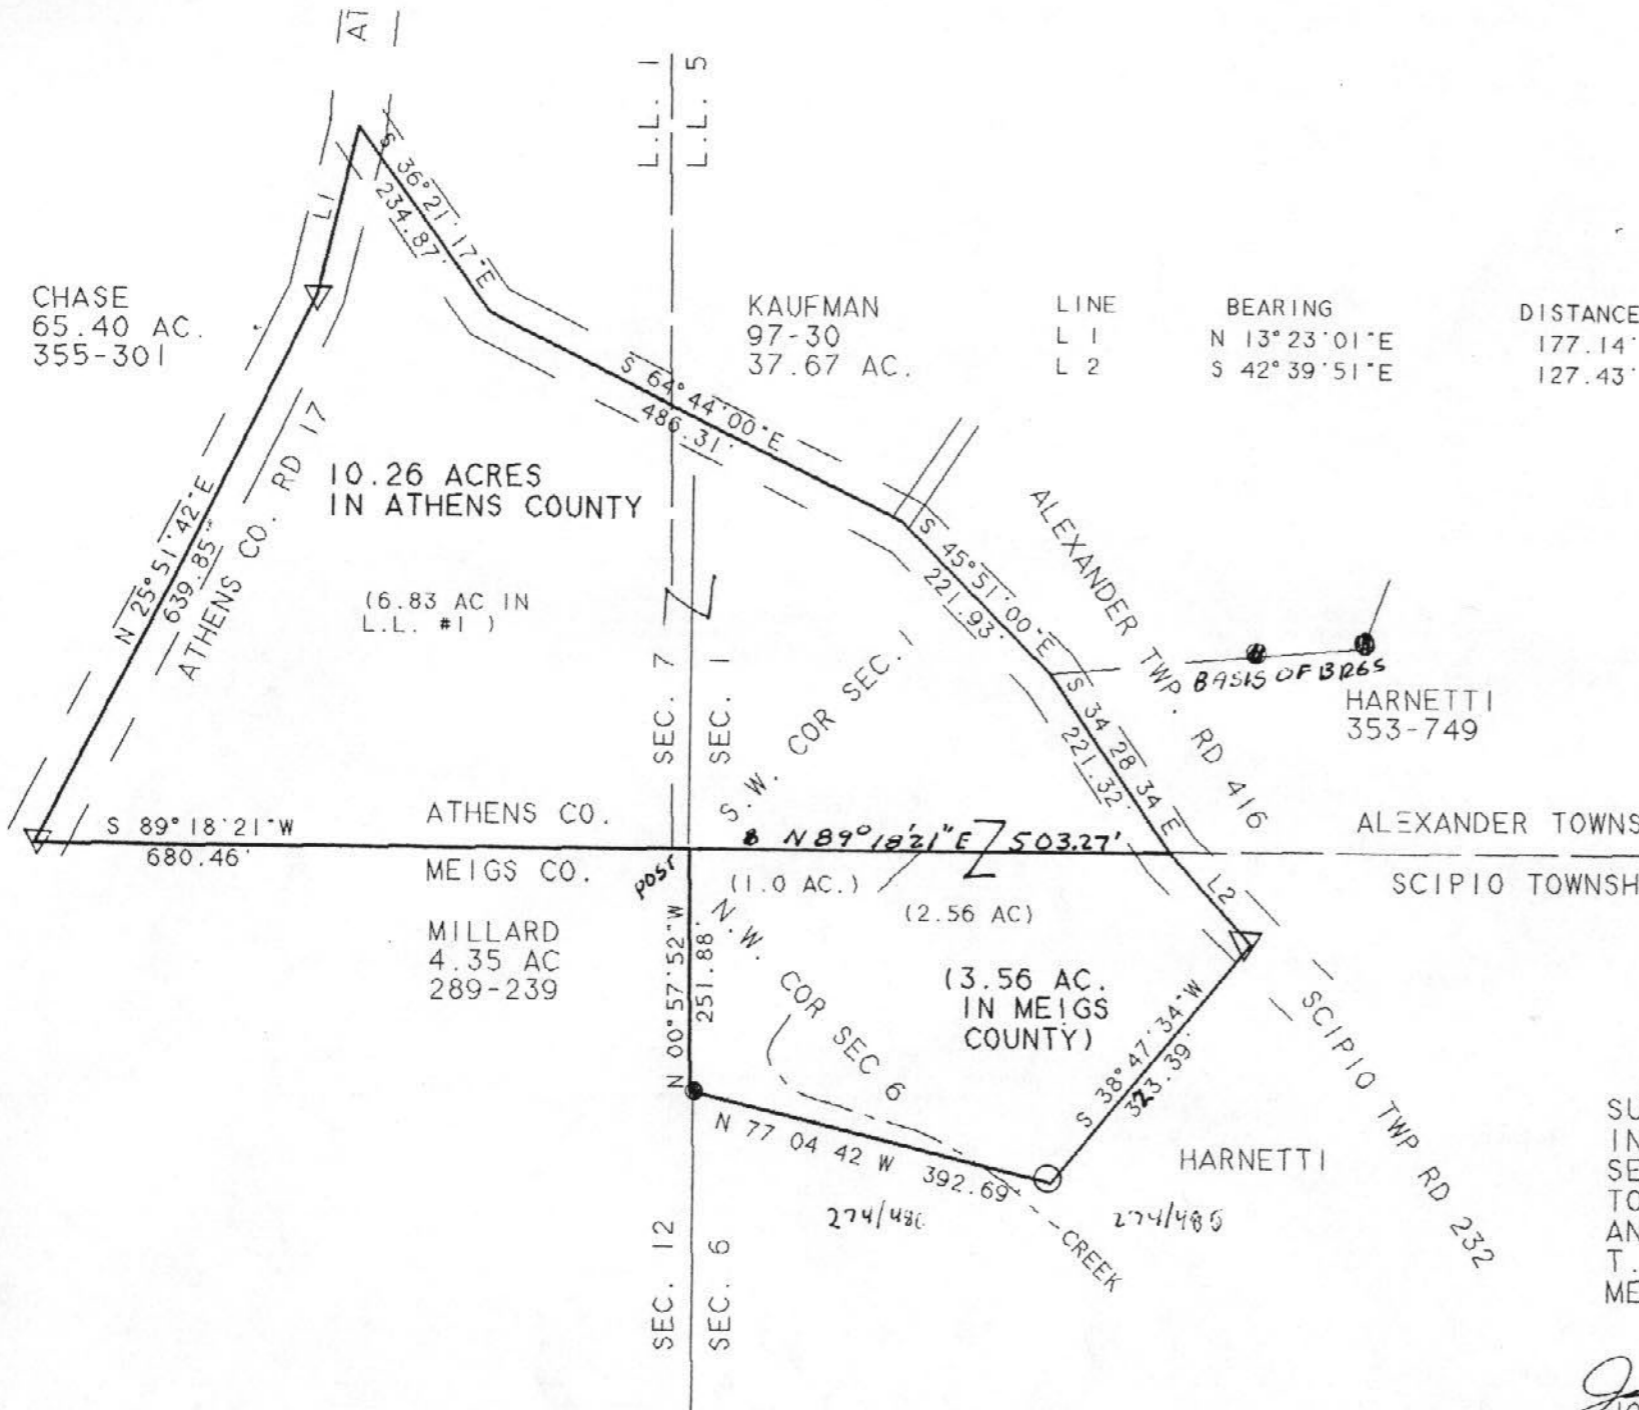 AT
L.L. 1
L.L. 5
S 36°21'17"E
234.87'
L1
CHASE
65.40 AC.
355-301
KAUFMAN
97-30
37.67 AC.
LINE BEARING DISTANCE
L 1 N 13°23'01"E 177.14'
L 2 S 42°39'51"E 127.43'
S 64°44'00"E
486.31'
N 25°51'42"E
639.85'
ATHENS CO. RD 17
10.26 ACRES
IN ATHENS COUNTY
(6.83 AC IN
L.L. #1 )
S 45°51'00"E
221.93'
ALEXANDER TWP. RD 416
BASIS OF BRGS
HARNETTI
353-749
SEC. 7
SEC. 1
S.W. COR SEC. 1
S 34 28 34 E
221.32'
S 89°18'21"W
680.46'
ATHENS CO.
MEIGS CO.
N 89°18'21"E 503.27'
ALEXANDER TOWNS
SCIPIO TOWNSH
POST
(1.0 AC.)
(2.56 AC)
L2
MILLARD
4.35 AC
289-239
N 00°57'52"W
251.88'
N.W. COR SEC 6
(3.56 AC.
IN MEIGS
COUNTY)
S 38°47'34"W
323.39'
SCIPIO TWP RD 232
N 77 04 42 W 392.69'
HARNETTI
CREEK
SEC. 12
SEC. 6
SU
IN
SE
TO
AN
T.
ME